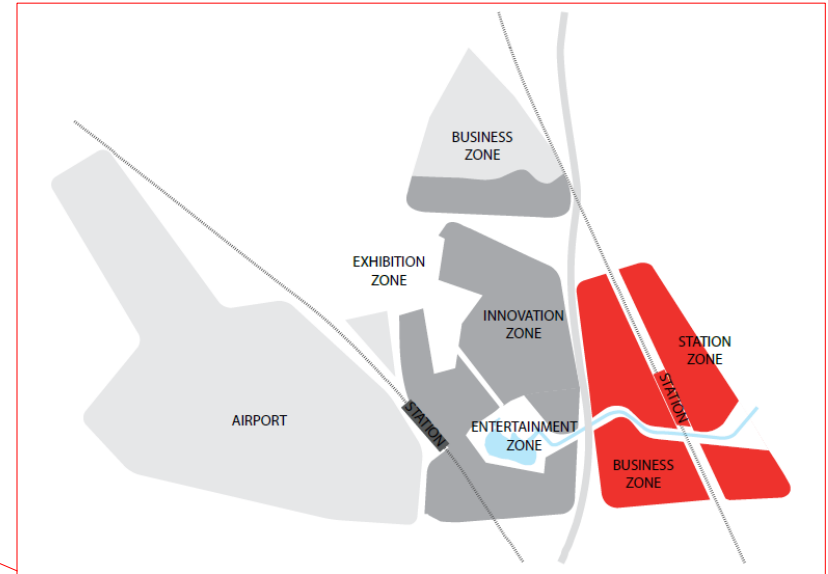 BUSINESS
ZONE
EXHIBITION
ZONE
INNOVATION
ZONE
STATION
ZONE
STATION
AIRPORT
STATION
ENTERTAINMENT
ZONE
BUSINESS
ZONE